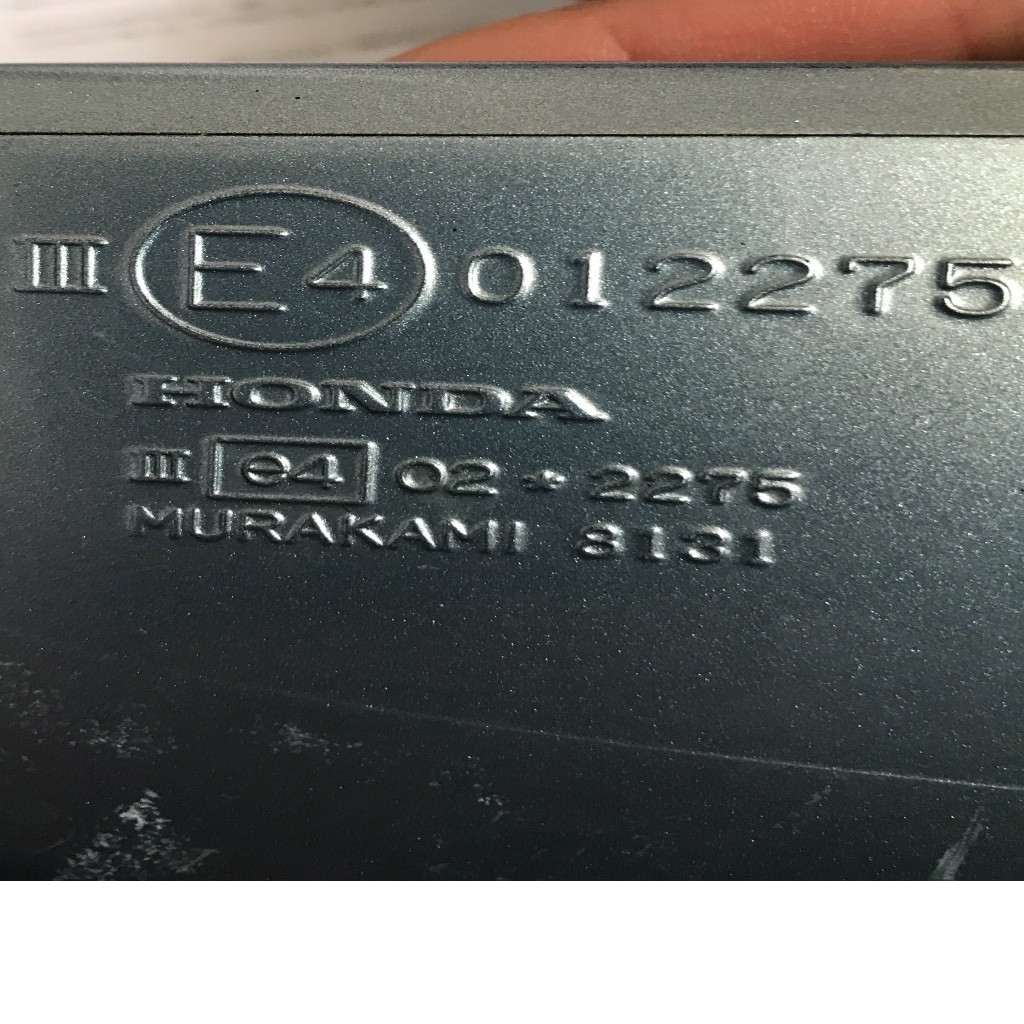 III E4 012275
HONDA
III e4 02 * 2275
MURAKAMI 8131